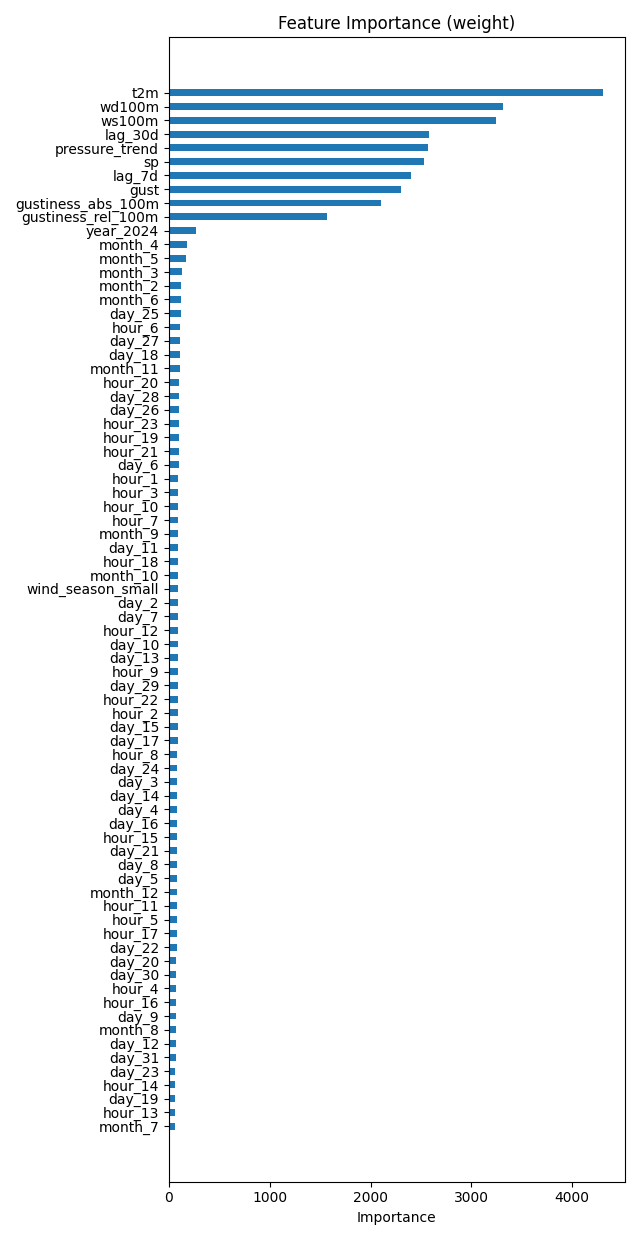 Feature Importance (weight)
t2m
wd100m
ws100m
lag_30d
pressure_trend
sp
lag_7d
gust
gustiness_abs_100m
gustiness_rel_100m
year_2024
month_4
month_5
month_3
month_2
month_6
day_25
hour_6
day_27
day_18
month_11
hour_20
day_28
day_26
hour_23
hour_19
hour_21
day_6
hour_1
hour_3
hour_10
hour_7
month_9
day_11
hour_18
month_10
wind_season_small
day_2
day_7
hour_12
day_10
day_13
hour_9
day_29
hour_22
hour_2
day_15
day_17
hour_8
day_24
day_3
day_14
day_4
day_16
hour_15
day_21
day_8
day_5
month_12
hour_11
hour_5
hour_17
day_22
day_20
day_30
hour_4
hour_16
day_9
month_8
day_12
day_31
day_23
hour_14
day_19
hour_13
month_7
0 1000 2000 3000 4000
Importance